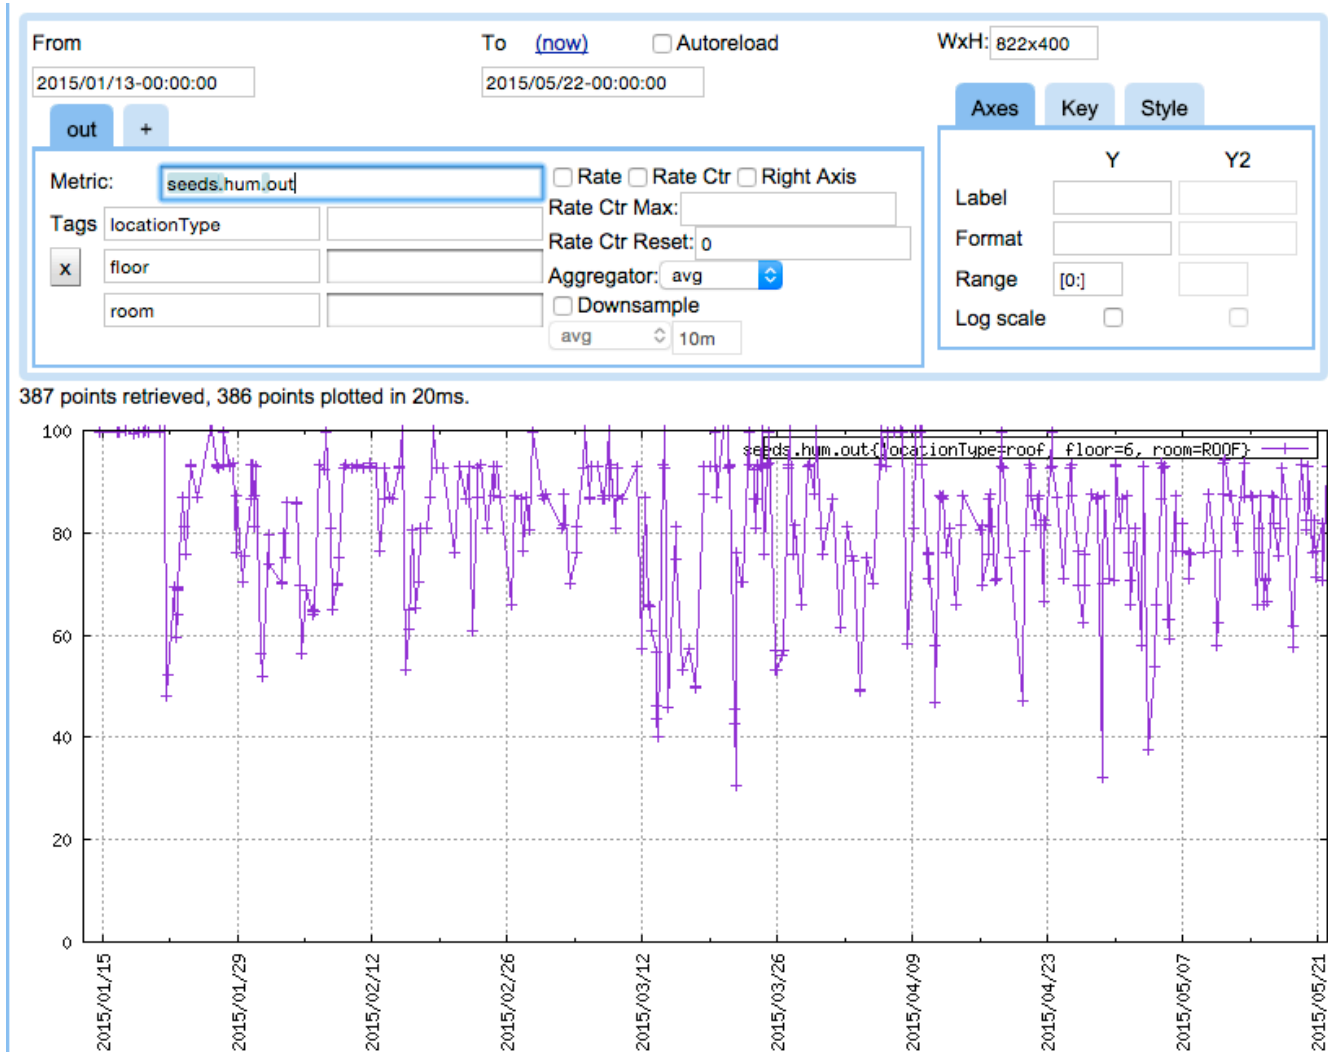 From To (now) Autoreload WxH: 822x400
2015/01/13-00:00:00 2015/05/22-00:00:00
out +
Axes Key Style
Metric: seeds.hum.out
Rate Rate Ctr Right Axis
Rate Ctr Max:
Tags locationType
Rate Ctr Reset: 0
x floor
Aggregator: avg
room
Downsample
avg 10m
Y Y2
Label
Format
Range [0:]
Log scale
387 points retrieved, 386 points plotted in 20ms.
seeds.hum.out{locationType=roof, floor=6, room=ROOF}
100
80
60
40
20
0
2015/01/15
2015/01/29
2015/02/12
2015/02/26
2015/03/12
2015/03/26
2015/04/09
2015/04/23
2015/05/07
2015/05/21